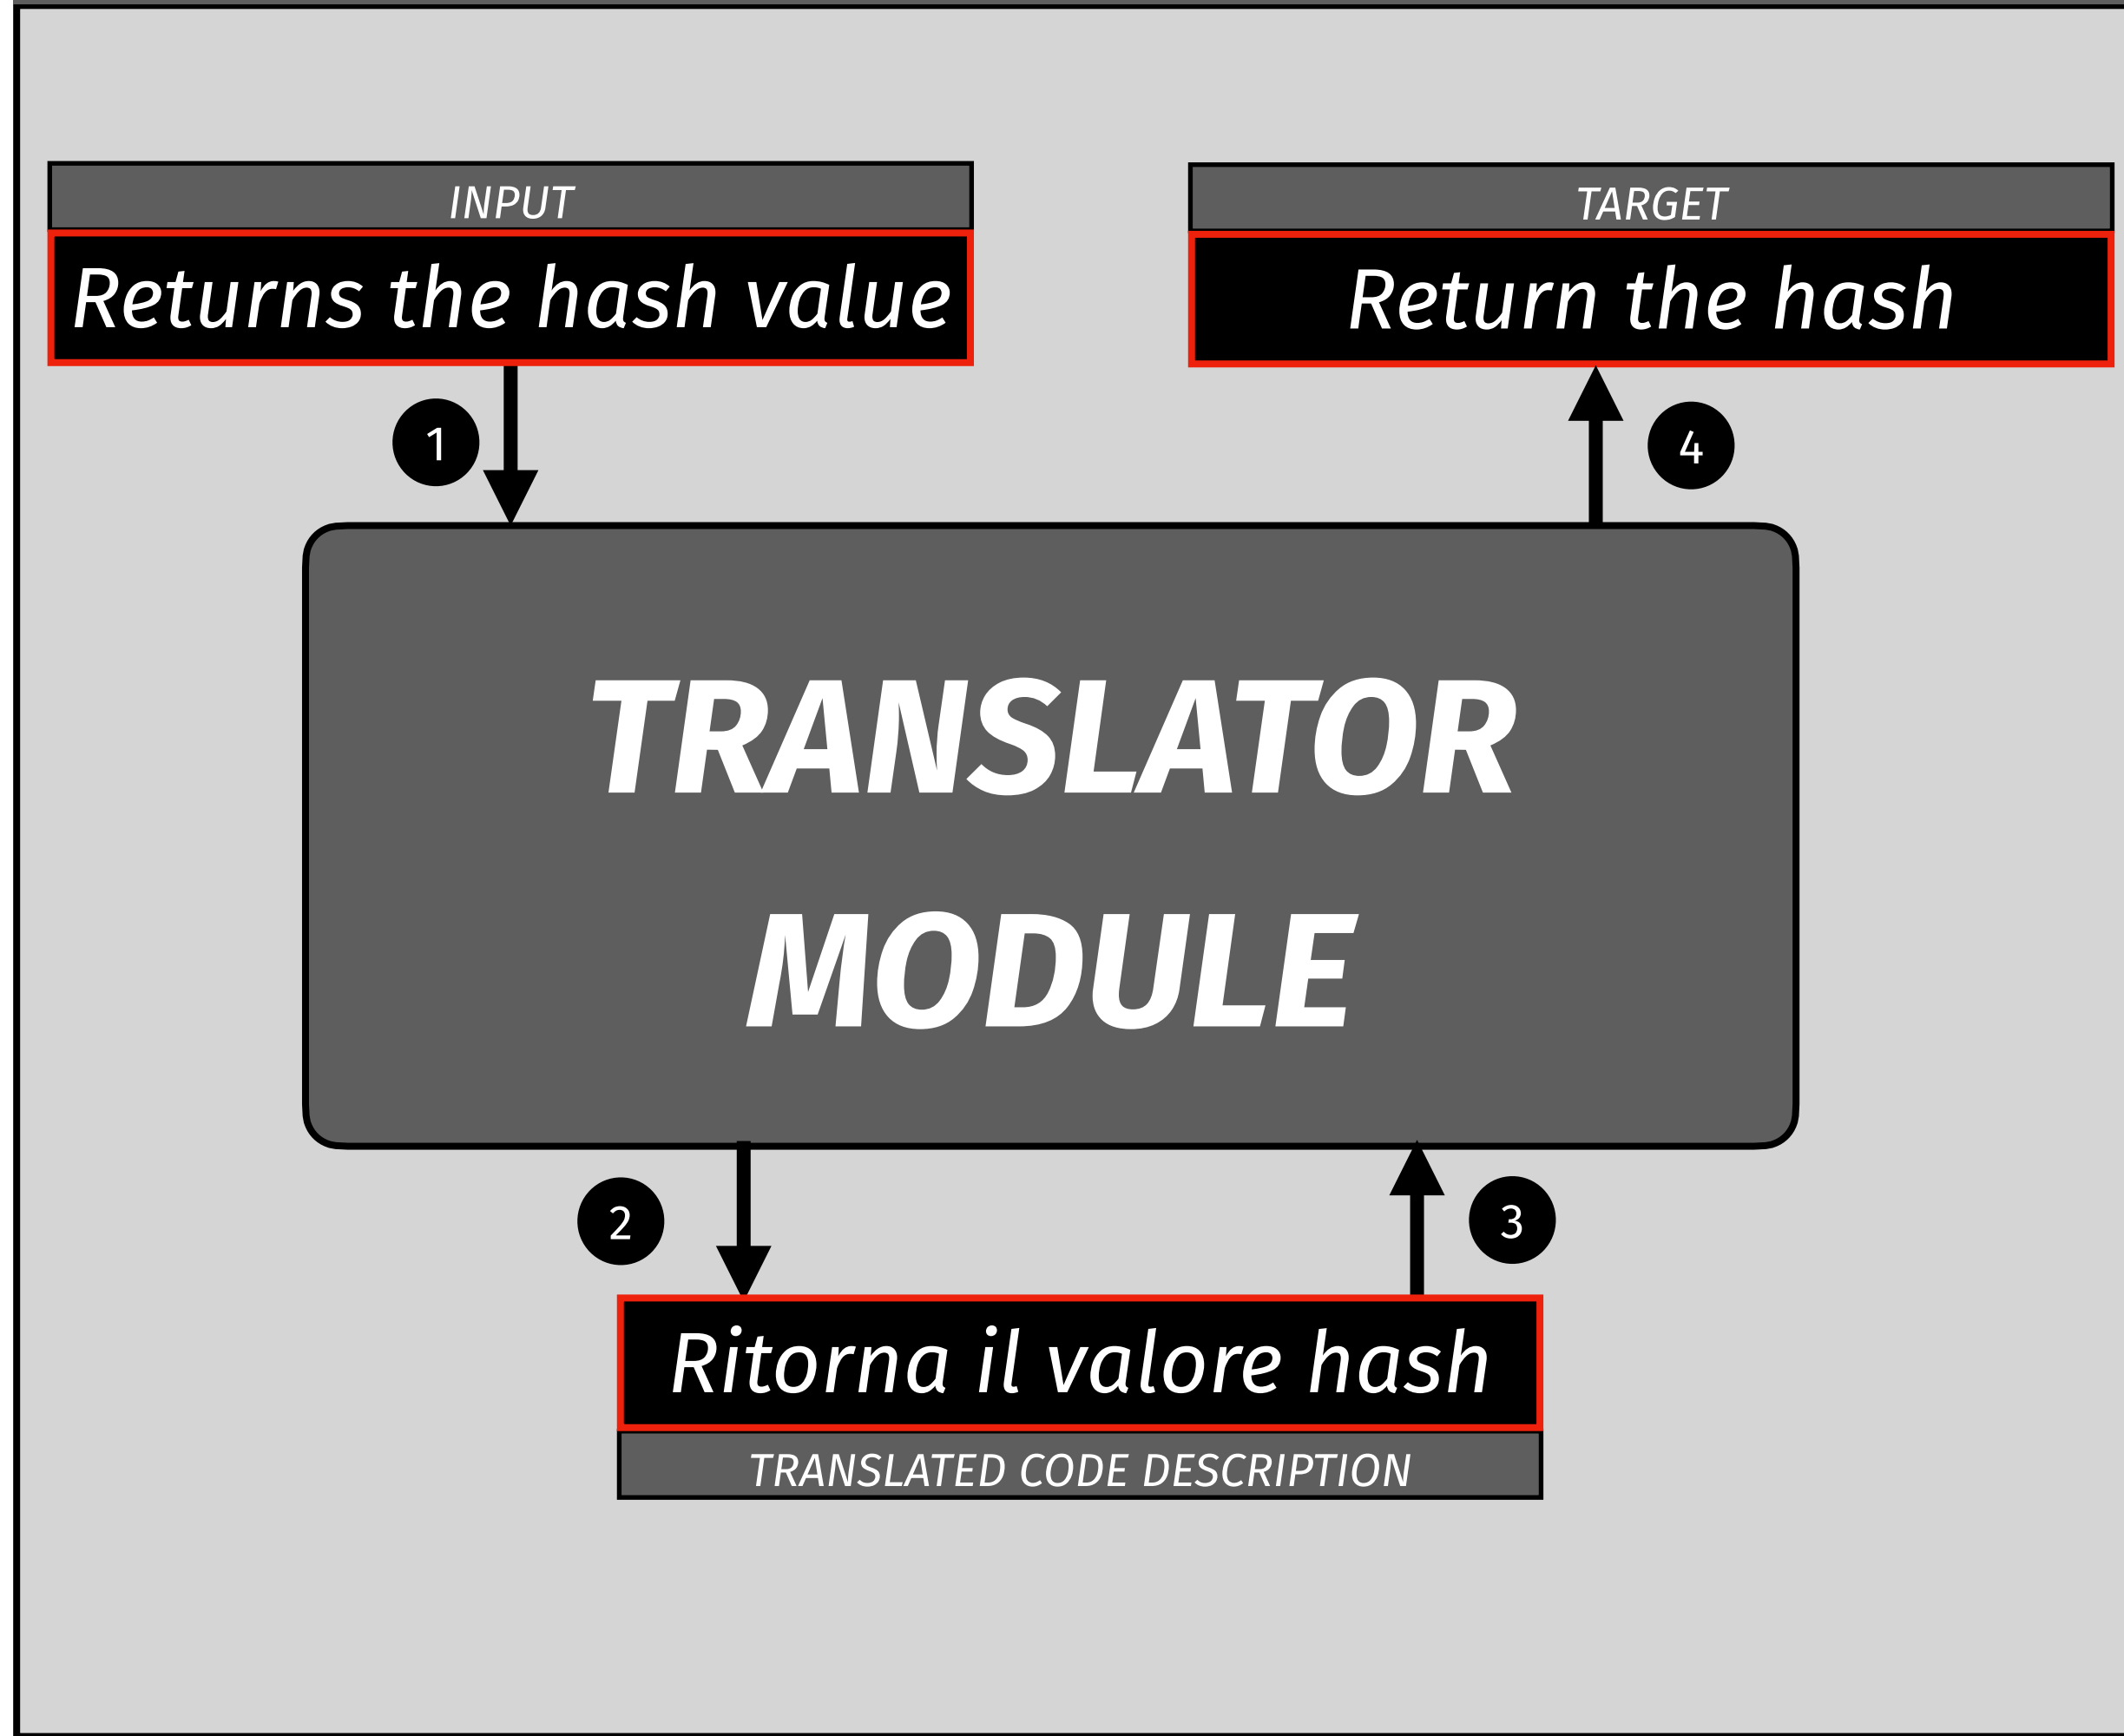 INPUT
Returns the hash value
TARGET
Return the hash
1
4
TRANSLATOR
MODULE
2
3
Ritorna il valore hash
TRANSLATED CODE DESCRIPTION